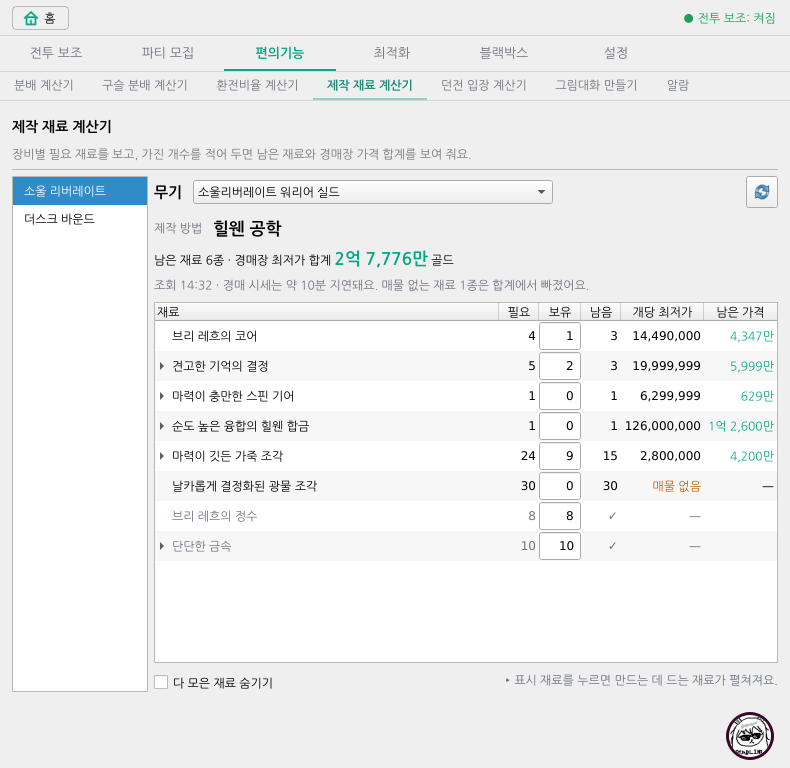 홈
전투 보조: 켜짐
전투 보조 파티 모집 편의기능 최적화 블랙박스 설정
분배 계산기 구슬 분배 계산기 환전비율 계산기 제작 재료 계산기 던전 입장 계산기 그림대화 만들기 알람
제작 재료 계산기
장비별 필요 재료를 보고, 가진 개수를 적어 두면 남은 재료와 경매장 가격 합계를 보여 줘요.
소울 리버레이트
더스크 바운드
무기 소울리버레이트 워리어 실드
제작 방법 힐웬 공학
남은 재료 6종 · 경매장 최저가 합계 2억 7,776만 골드
조회 14:32 · 경매 시세는 약 10분 지연돼요. 매물 없는 재료 1종은 합계에서 빠졌어요.
재료 필요 보유 남음 개당 최저가 남은 가격
브리 레흐의 코어 4 1 3 14,490,000 4,347만
견고한 기억의 결정 5 2 3 19,999,999 5,999만
마력이 충만한 스핀 기어 1 0 1 6,299,999 629만
순도 높은 융합의 힐웬 합금 1 0 1 126,000,000 1억 2,600만
마력이 깃든 가죽 조각 24 9 15 2,800,000 4,200만
날카롭게 결정화된 광물 조각 30 0 30 매물 없음 —
브리 레흐의 정수 8 8 ✓ —
단단한 금속 10 10 ✓ —
다 모은 재료 숨기기
▸ 표시 재료를 누르면 만드는 데 드는 재료가 펼쳐져요.